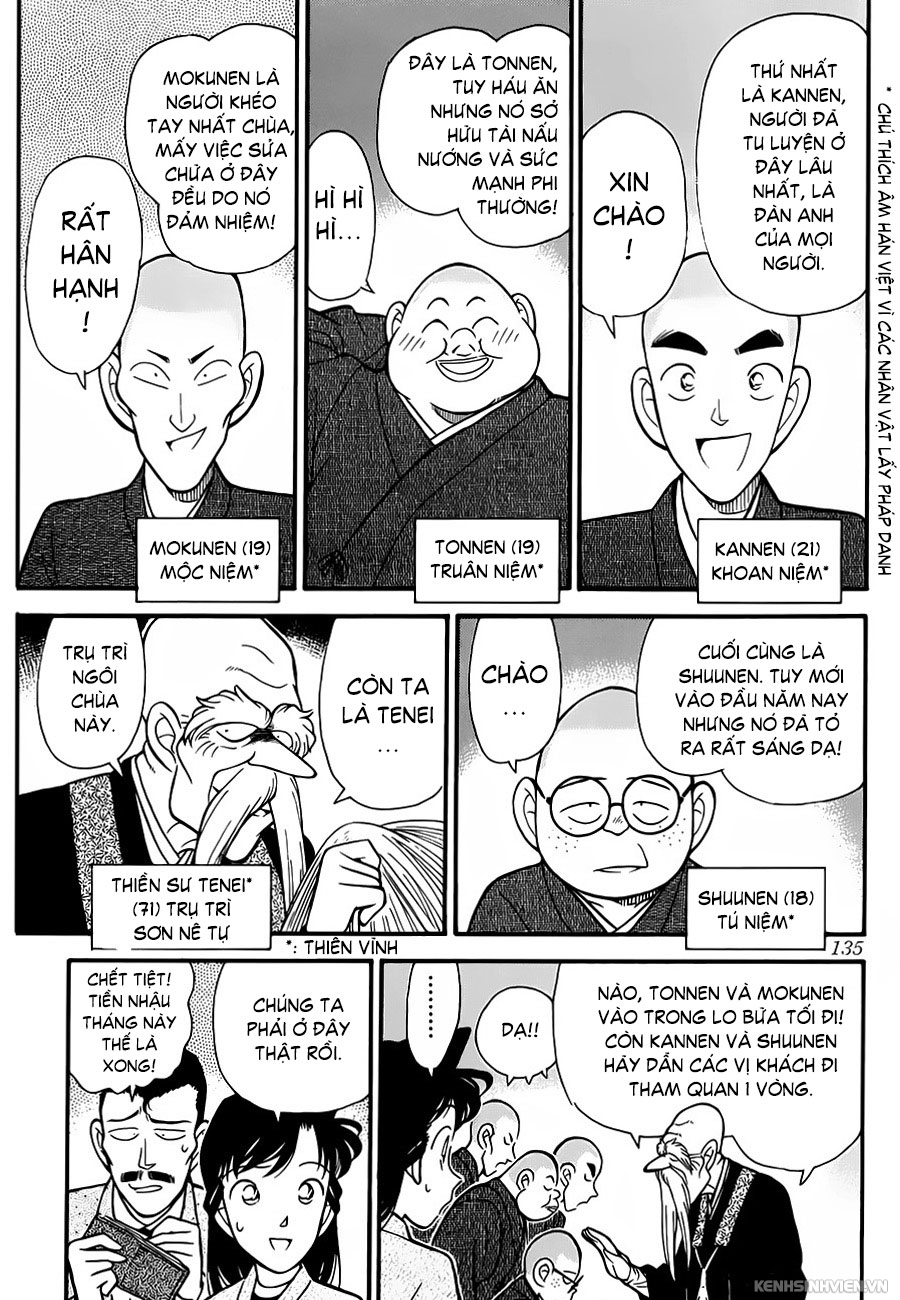 * CHÚ THÍCH ÂM HÁN VIỆT VÌ CÁC NHÂN VẬT LẤY PHÁP DANH
THỨ NHẤT
LÀ KANNEN,
NGƯỜI ĐÃ
TU LUYỆN Ở
ĐÂY LÂU
NHẤT, LÀ
ĐÀN ANH
CỦA MỌI
NGƯỜI.
XIN
CHÀO
!
KANNEN (21)
KHOAN NIỆM*
ĐÂY LÀ TONNEN,
TUY HÁU ĂN
NHƯNG NÓ SỞ
HỮU TÀI NẤU
NƯỚNG VÀ SỨC
MẠNH PHI
THƯỜNG!
HÌ HÌ
HÌ...
TONNEN (19)
TRUÂN NIỆM*
MOKUNEN LÀ
NGƯỜI KHÉO
TAY NHẤT CHÙA,
MẤY VIỆC SỬA
CHỮA Ở ĐÂY
ĐỀU DO NÓ
ĐẢM NHIỆM!
RẤT
HÂN
HẠNH
!
MOKUNEN (19)
MỘC NIỆM*
CUỐI CÙNG LÀ
SHUUNEN. TUY MỚI
VÀO ĐẦU NĂM NAY
NHƯNG NÓ ĐÃ TỎ
RA RẤT SÁNG DẠ!
CHÀO
...
SHUUNEN (18)
TÚ NIỆM*
CÒN TA
LÀ TENEI
...
TRỤ TRÌ
NGÔI
CHÙA
NÀY.
THIỀN SƯ TENEI*
(71) TRỤ TRÌ
SƠN NÊ TỰ
*: THIÊN VĨNH
135
NÀO, TONNEN VÀ MOKUNEN
VÀO TRONG LO BỮA TỐI ĐI!
CÒN KANNEN VÀ SHUUNEN
HÃY DẪN CÁC VỊ KHÁCH ĐI
THAM QUAN 1 VÒNG.
DẠ!!
........
CHÚNG TA
PHẢI Ở ĐÂY
THẬT RỒI.
CHẾT TIỆT!
TIỀN NHẬU
THÁNG NÀY
THẾ LÀ
XONG!
KENHSINHVIEN.VN